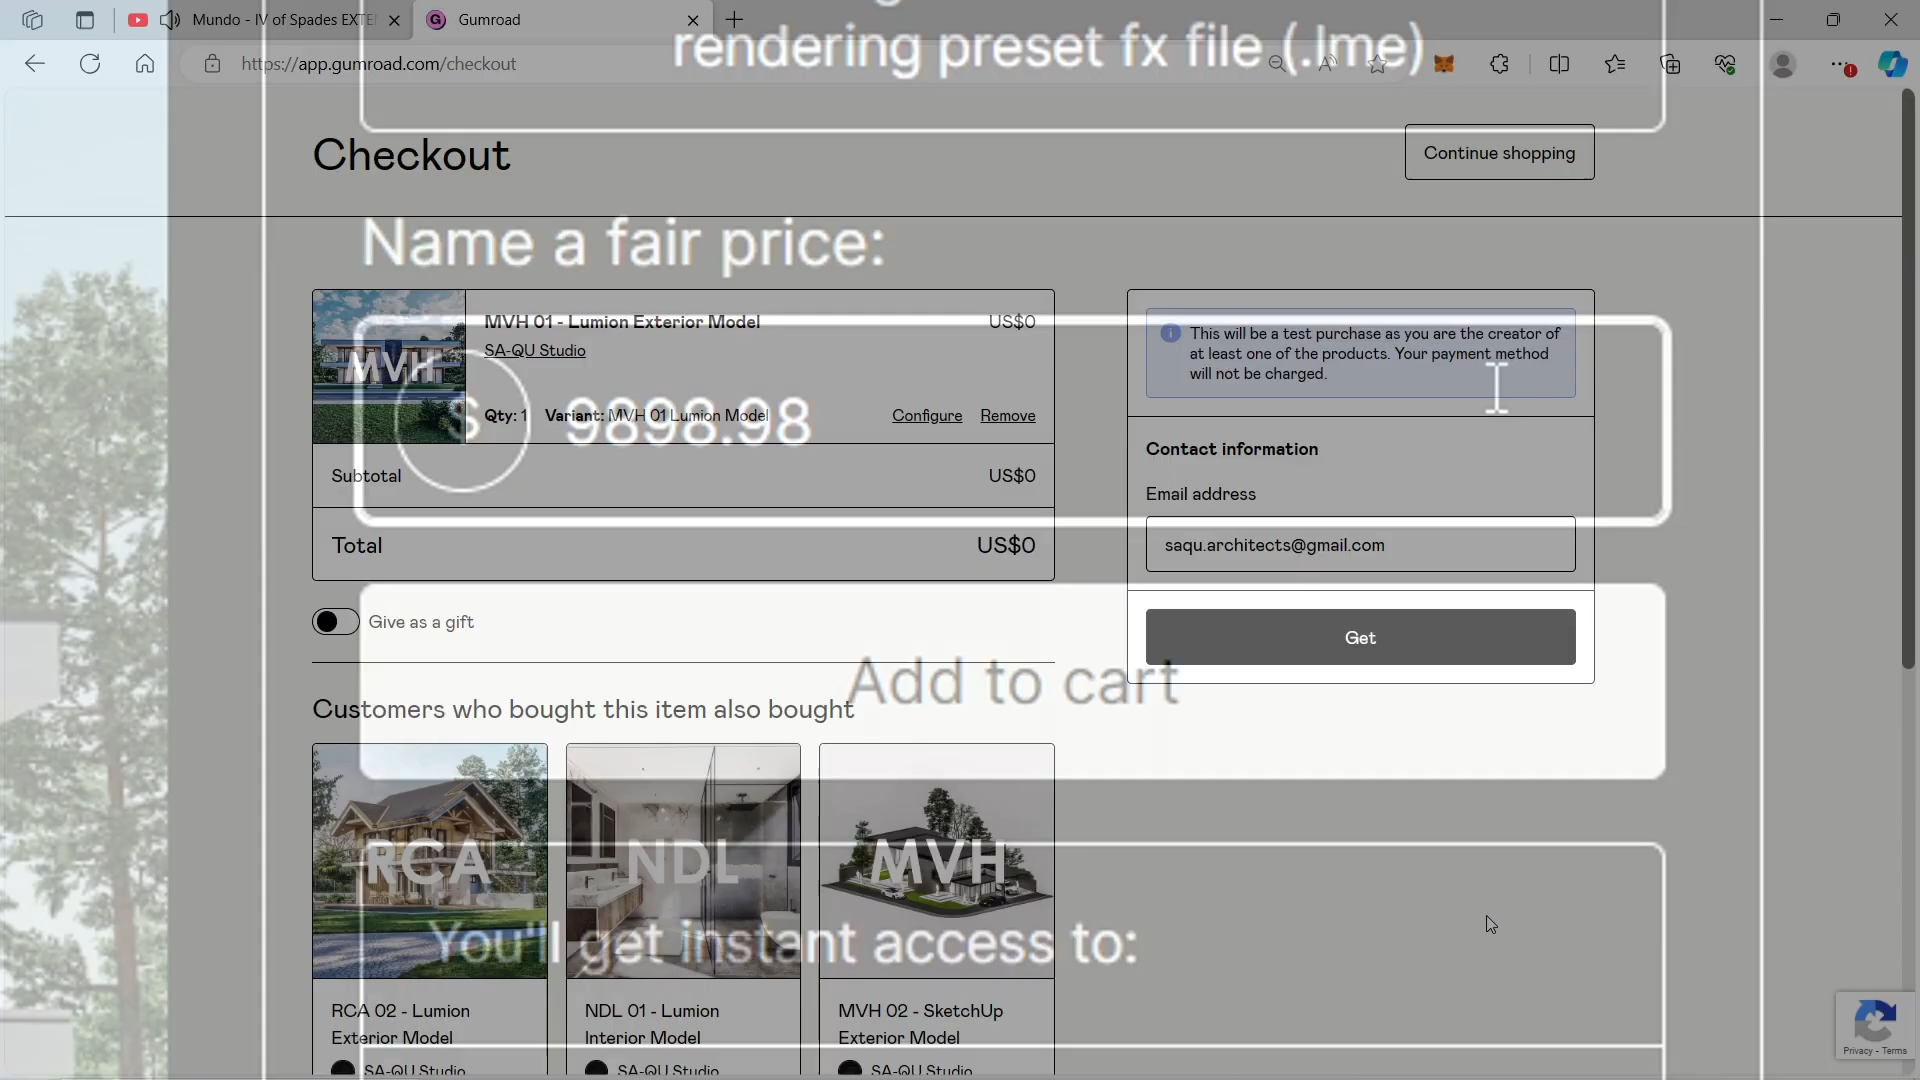 Mundo - IV of Spades EXTE
Gumroad
https://app.gumroad.com/checkout
rendering preset fx file (.lme)
Checkout
Continue shopping
Name a fair price:
MVH 01 - Lumion Exterior Model
US$0
SA-QU Studio
MVH
Qty: 1 Variant: MVH 01 Lumion Model
Configure Remove
$ 9898.98
Subtotal
US$0
Total
US$0
This will be a test purchase as you are the creator of
at least one of the products. Your payment method
will not be charged.
Contact information
Email address
saqu.architects@gmail.com
Get
Give as a gift
Add to cart
Customers who bought this item also bought
RCA
NDL
MVH
You'll get instant access to:
RCA 02 - Lumion
Exterior Model
SA-QU Studio
NDL 01 - Lumion
Interior Model
SA-QU Studio
MVH 02 - SketchUp
Exterior Model
SA-QU Studio
Privacy - Terms